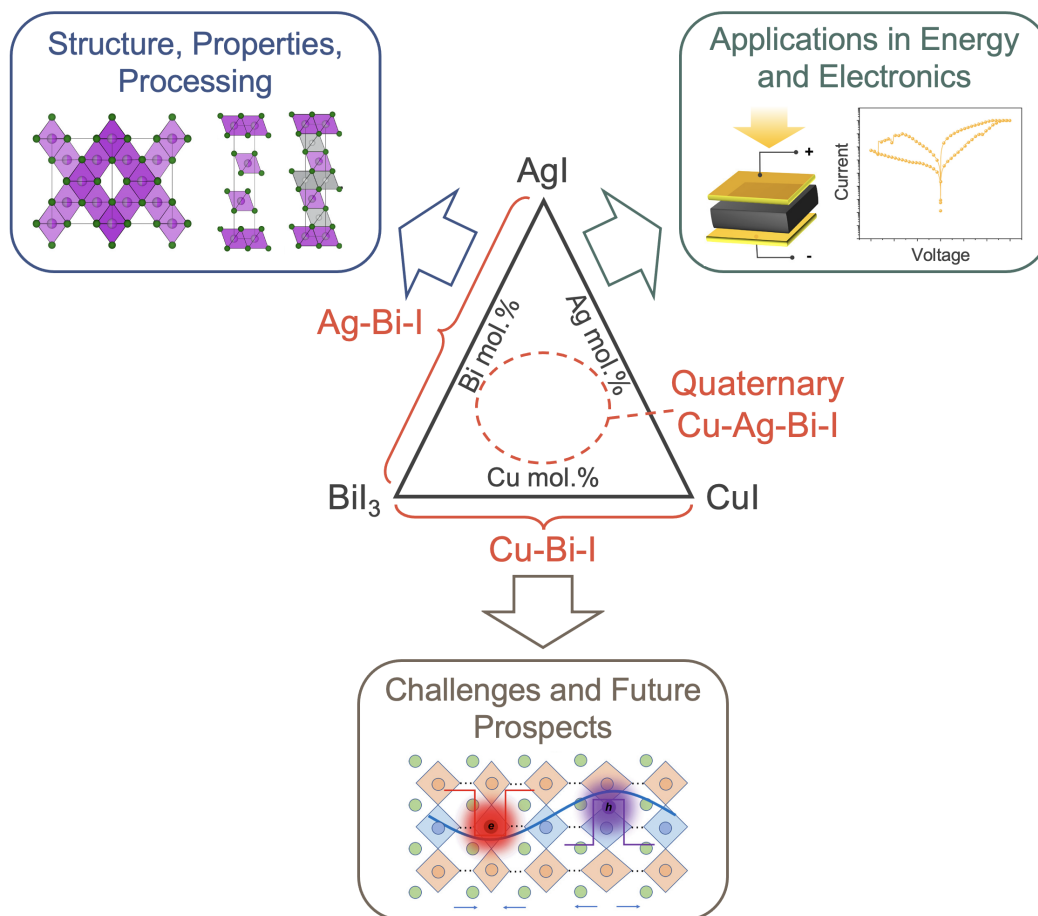 Structure, Properties,
Processing
Applications in Energy
and Electronics
+
-
Current
Voltage
AgI
Ag-Bi-I
Bi mol.%
Ag mol.%
Quaternary
Cu-Ag-Bi-I
Cu mol.%
BiI₃
CuI
Cu-Bi-I
Challenges and Future
Prospects
e
h